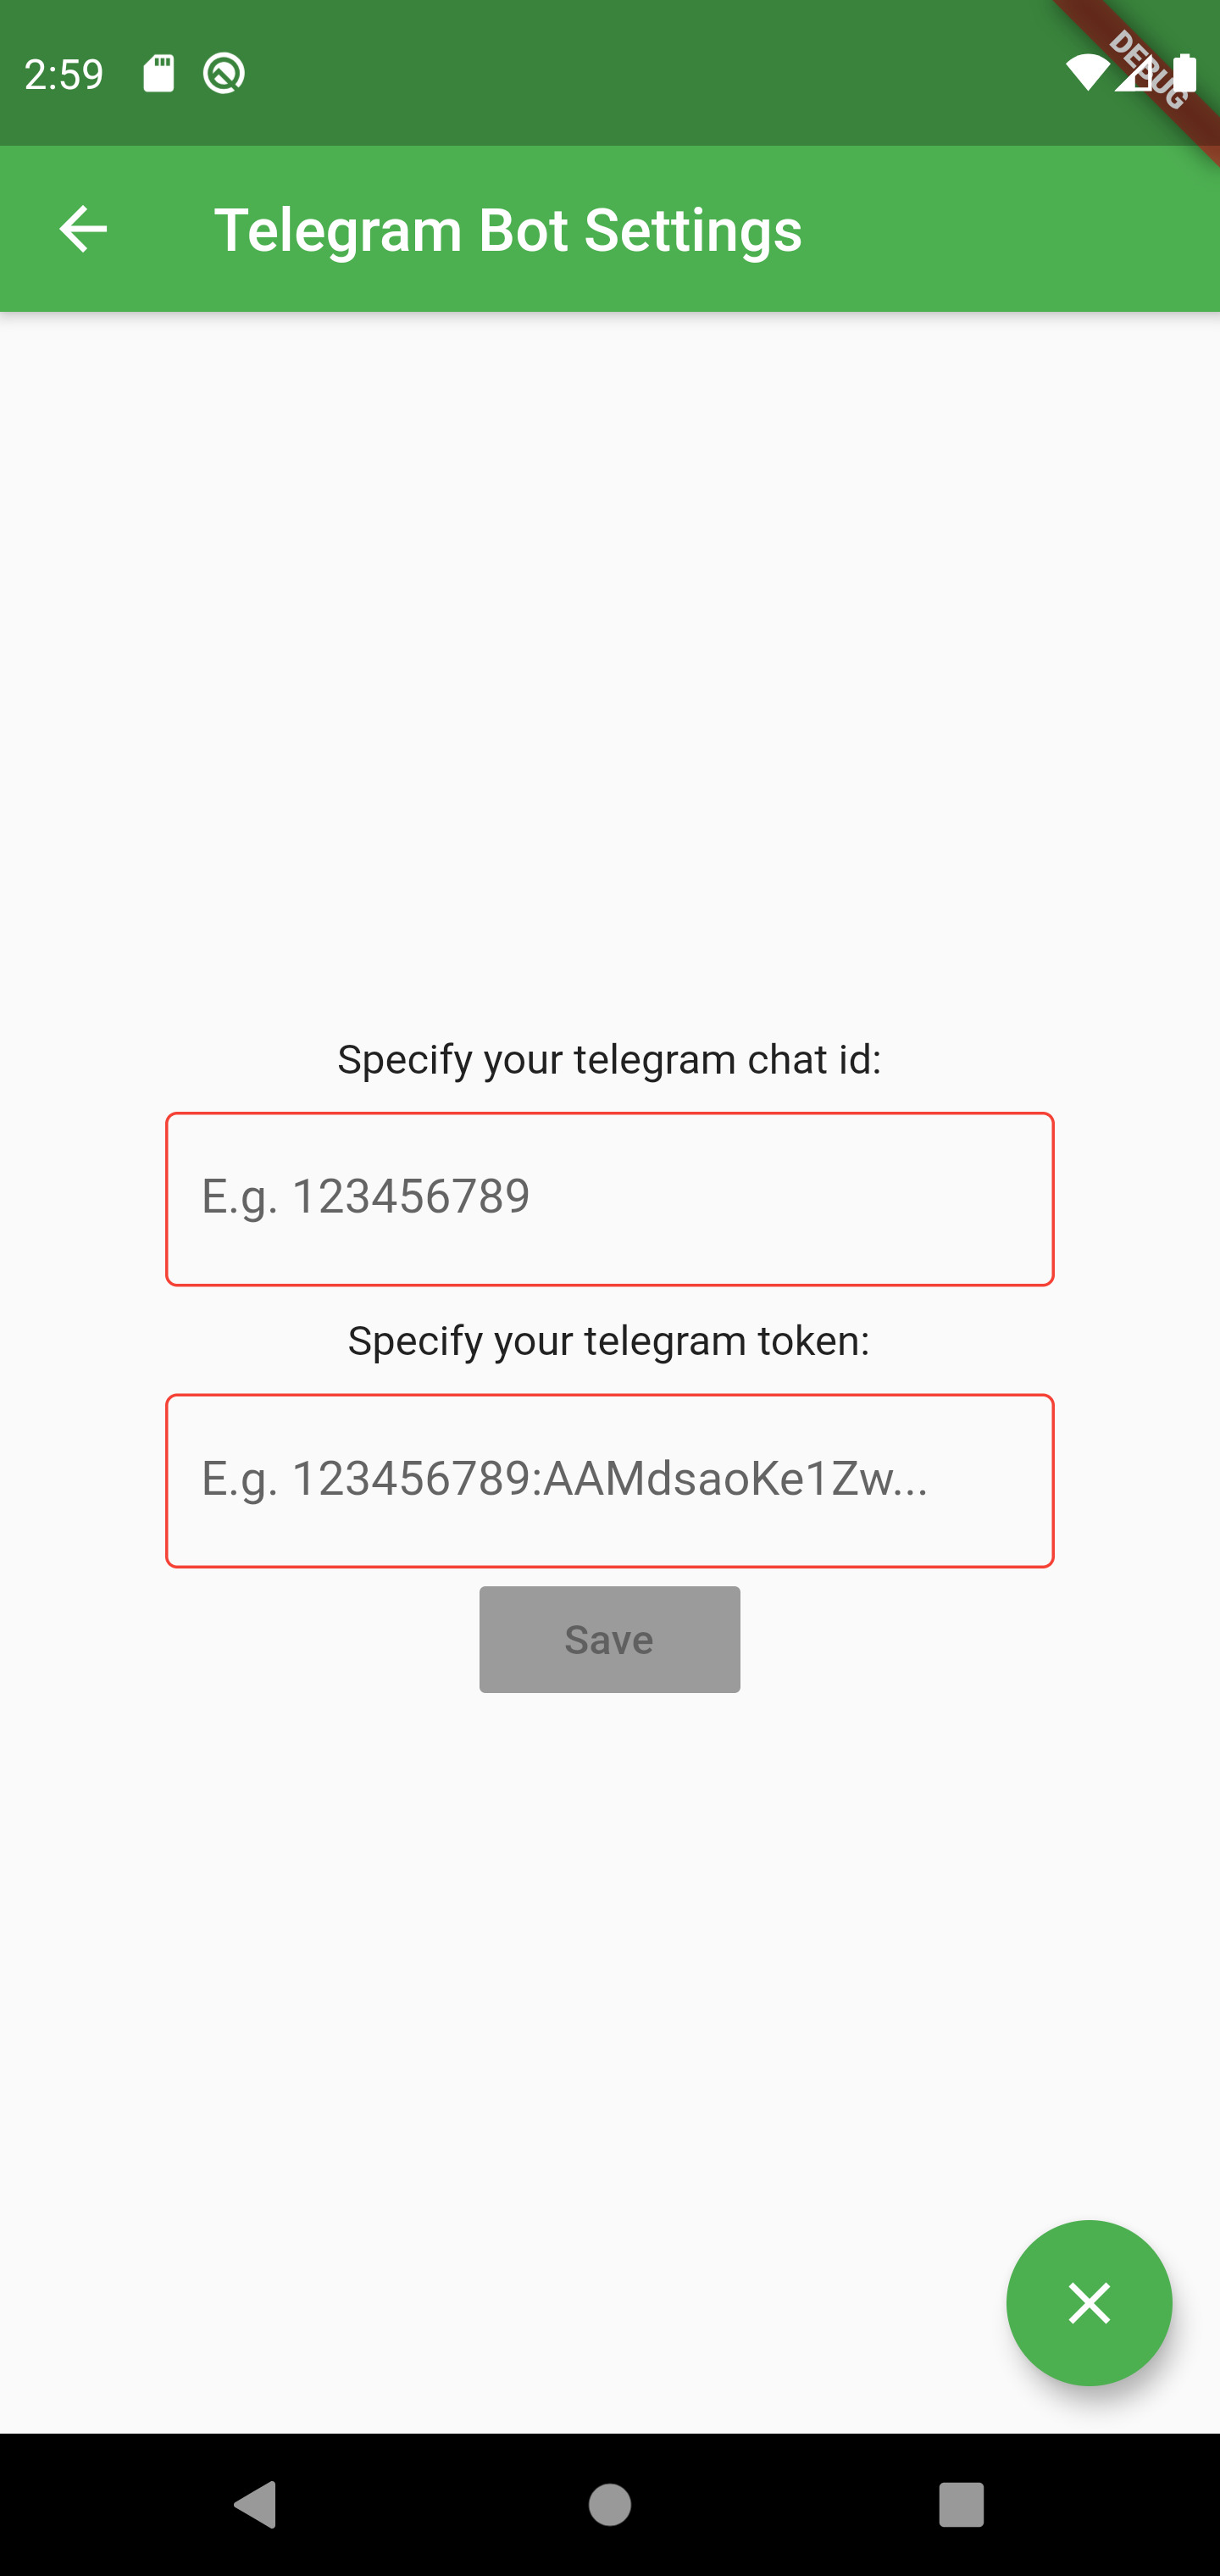 2:59
DEBUG
Telegram Bot Settings
Specify your telegram chat id:
E.g. 123456789
Specify your telegram token:
E.g. 123456789:AAMdsaoKe1Zw...
Save